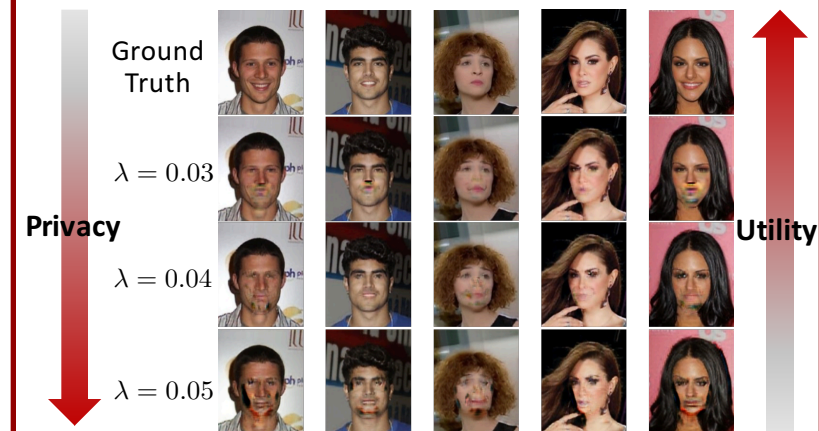 Ground
Truth
λ = 0.03
Privacy
Utility
λ = 0.04
λ = 0.05